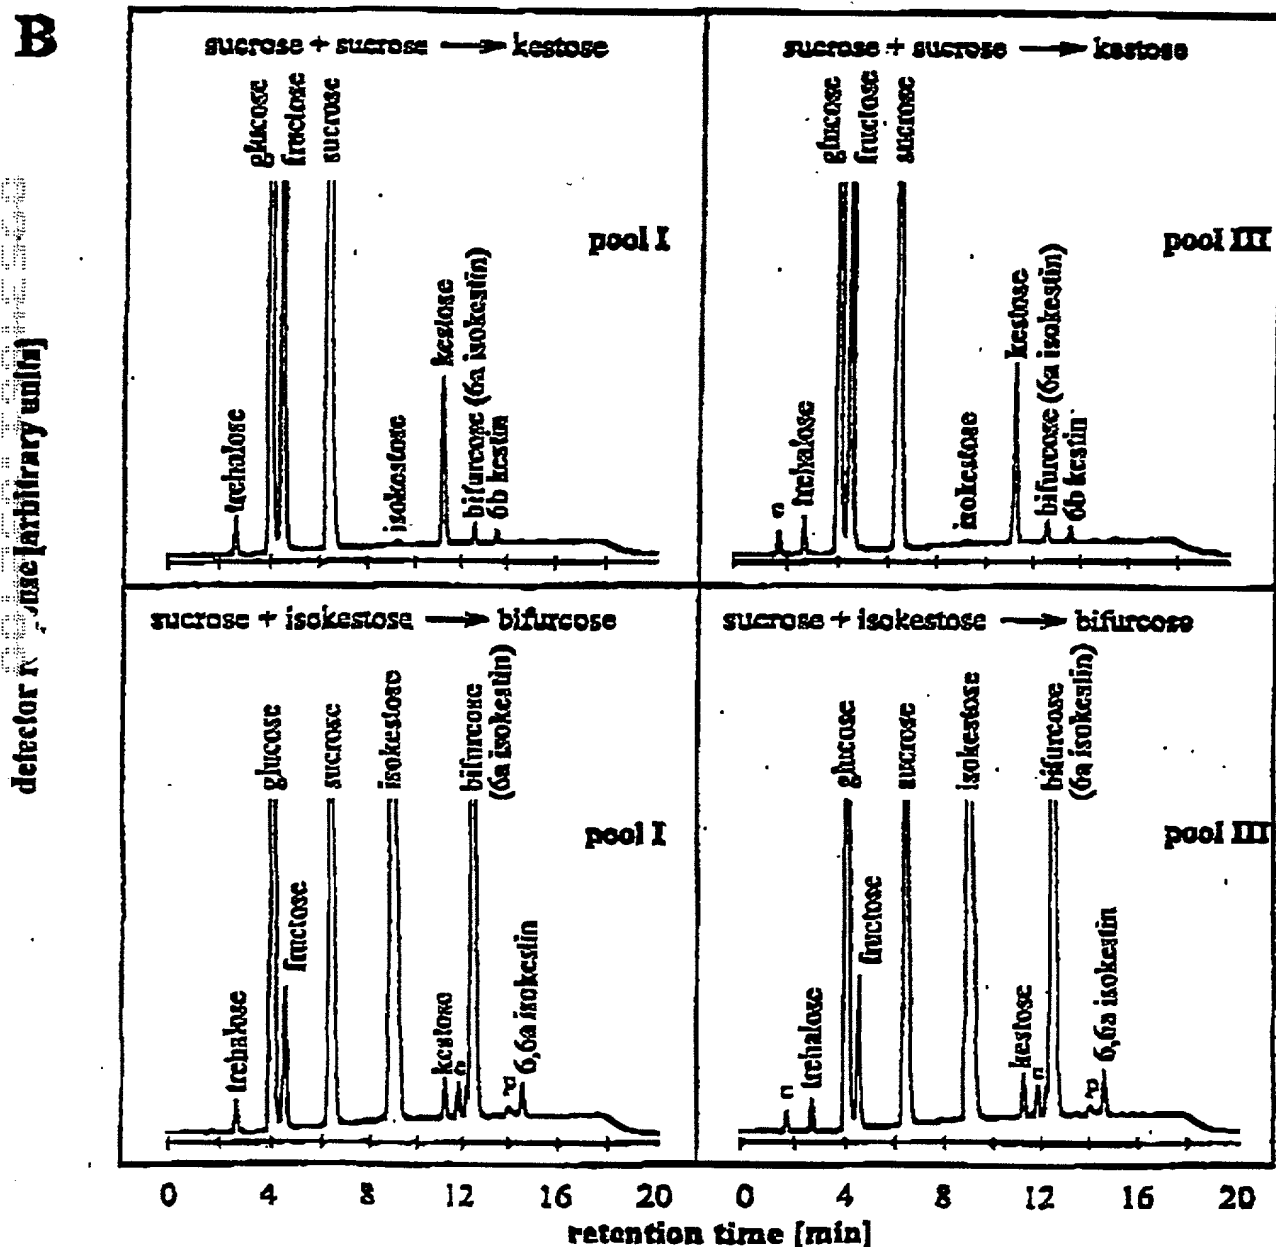 B
sucrose + sucrose → kestose
glucose
fructose
sucrose
pool I
trehalose
isokestose
kestose
bifurcose (6a isokestin)
6b kestin
sucrose + sucrose → kestose
glucose
fructose
sucrose
pool III
trehalose
isokestose
kestose
bifurcose (6a isokestin)
6b kestin
detector [arbitrary units]
sucrose + isokestose → bifurcose
glucose
sucrose
isokestose
bifurcose
(6a isokestin)
pool I
trehalose
fructose
kestose
6,6a isokestin
sucrose + isokestose → bifurcose
glucose
sucrose
isokestose
bifurcose
(6a isokestin)
pool III
trehalose
fructose
kestose
6,6a isokestin
0 4 8 12 16 20
0 4 8 12 16 20
retention time [min]